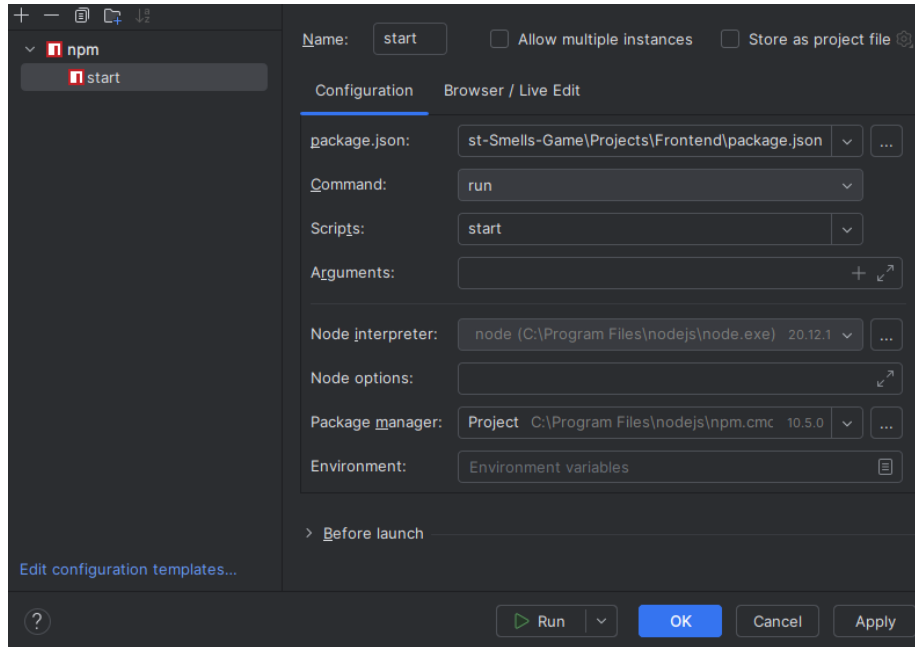 npm
start
Name: start Allow multiple instances Store as project file
Configuration Browser / Live Edit
package.json: st-Smells-Game\Projects\Frontend\package.json ...
Command: run
Scripts: start
Arguments:
Node interpreter: node (C:\Program Files\nodejs\node.exe) 20.12.1 ...
Node options:
Package manager: Project C:\Program Files\nodejs\npm.cmc 10.5.0 ...
Environment: Environment variables
Before launch
Edit configuration templates...
? Run OK Cancel Apply